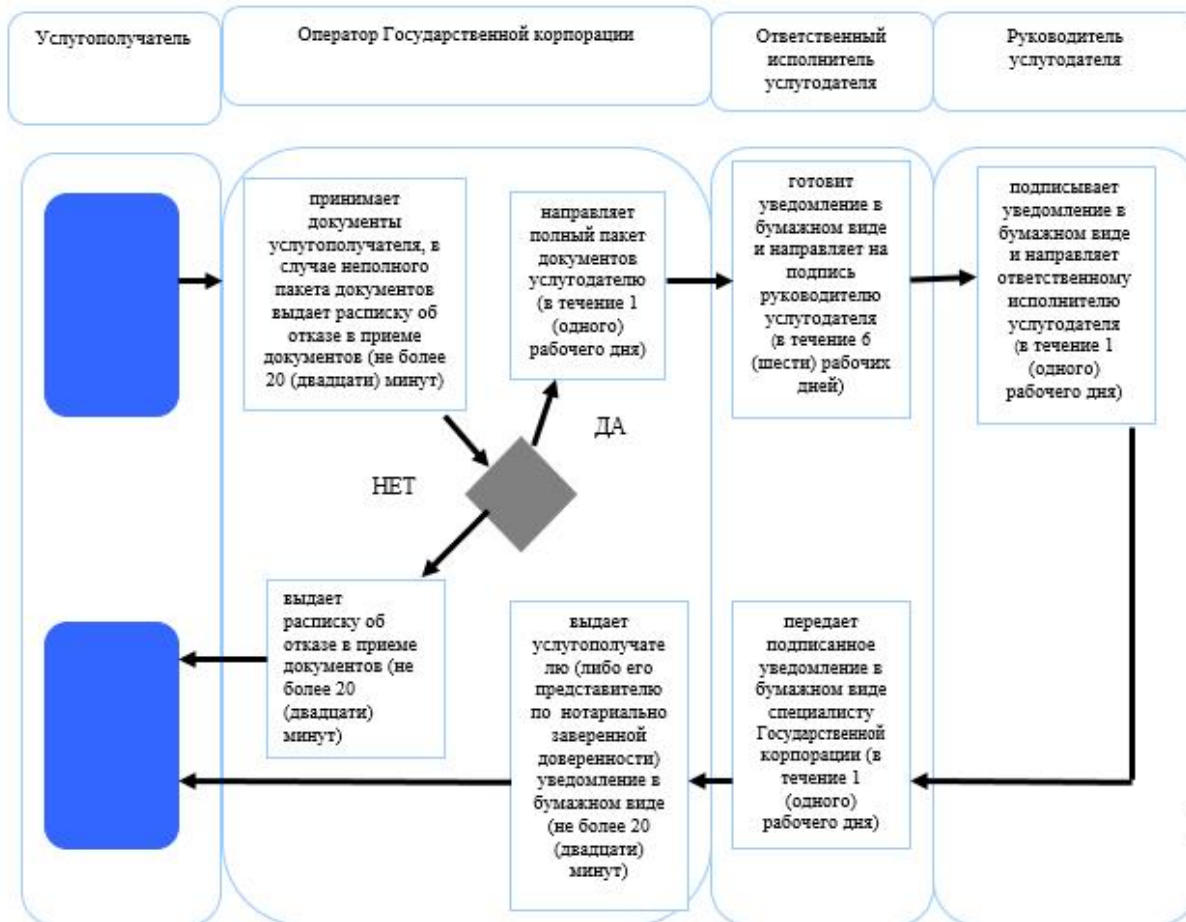 Услугополучатель
Оператор Государственной корпорации
Ответственный
исполнитель
услугодателя
Руководитель
услугодателя
принимает
документы
услугополучателя, в
случае неполного
пакета документов
выдает расписку об
отказе в приеме
документов (не более
20 (двадцати) минут)
направляет
полный пакет
документов
услугодателю
(в течение 1
(одного)
рабочего дня)
готовит
уведомление в
бумажном виде
и направляет на
подпись
руководителю
услугодателя
(в течение 6
(шести) рабочих
дней)
подписывает
уведомление в
бумажном виде
и направляет
ответственному
исполнителю
услугодателя
(в течение 1
(одного)
рабочего дня)
ДА
НЕТ
выдает
расписку об
отказе в приеме
документов (не
более 20
(двадцати)
минут)
выдает
услугополучате
лю (либо его
представителю
по нотариально
заверенной
доверенности)
уведомление в
бумажном виде
(не более 20
(двадцати)
минут)
передает
подписанное
уведомление в
бумажном виде
специалисту
Государственной
корпорации (в
течение 1
(одного)
рабочего дня)